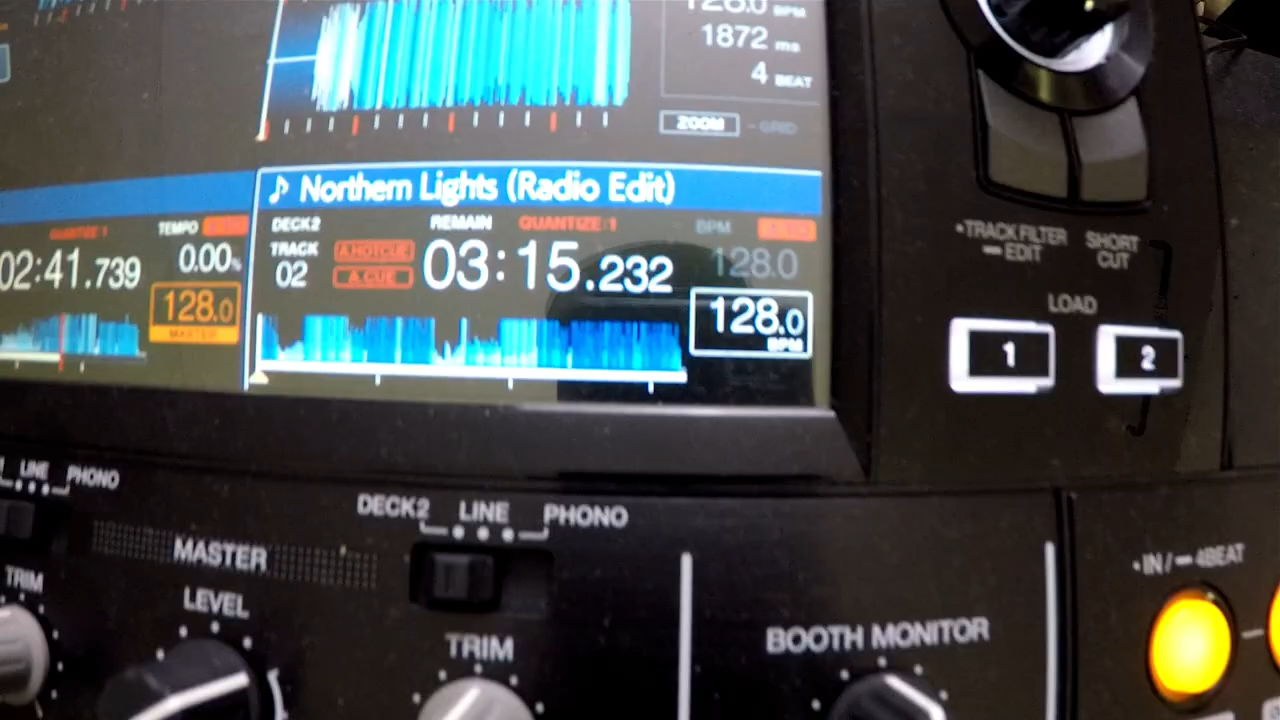 128.0 BPM
1872 ms
4 BEAT
ZOOM - GRID
♪ Northern Lights (Radio Edit)
QUANTIZE 1
TEMPO
02:41.739
0.00%
128.0
MASTER
DECK2
REMAIN
QUANTIZE:1
BPM
TRACK
02
A.HOTCUE
A.CUE
03:15.232
128.0
128.0
BPM
•TRACK FILTER
━ EDIT
SHORT
CUT
LOAD
1
2
LINE PHONO
DECK2 LINE PHONO
MASTER
TRIM
LEVEL
TRIM
BOOTH MONITOR
•IN / ━ 4BEAT